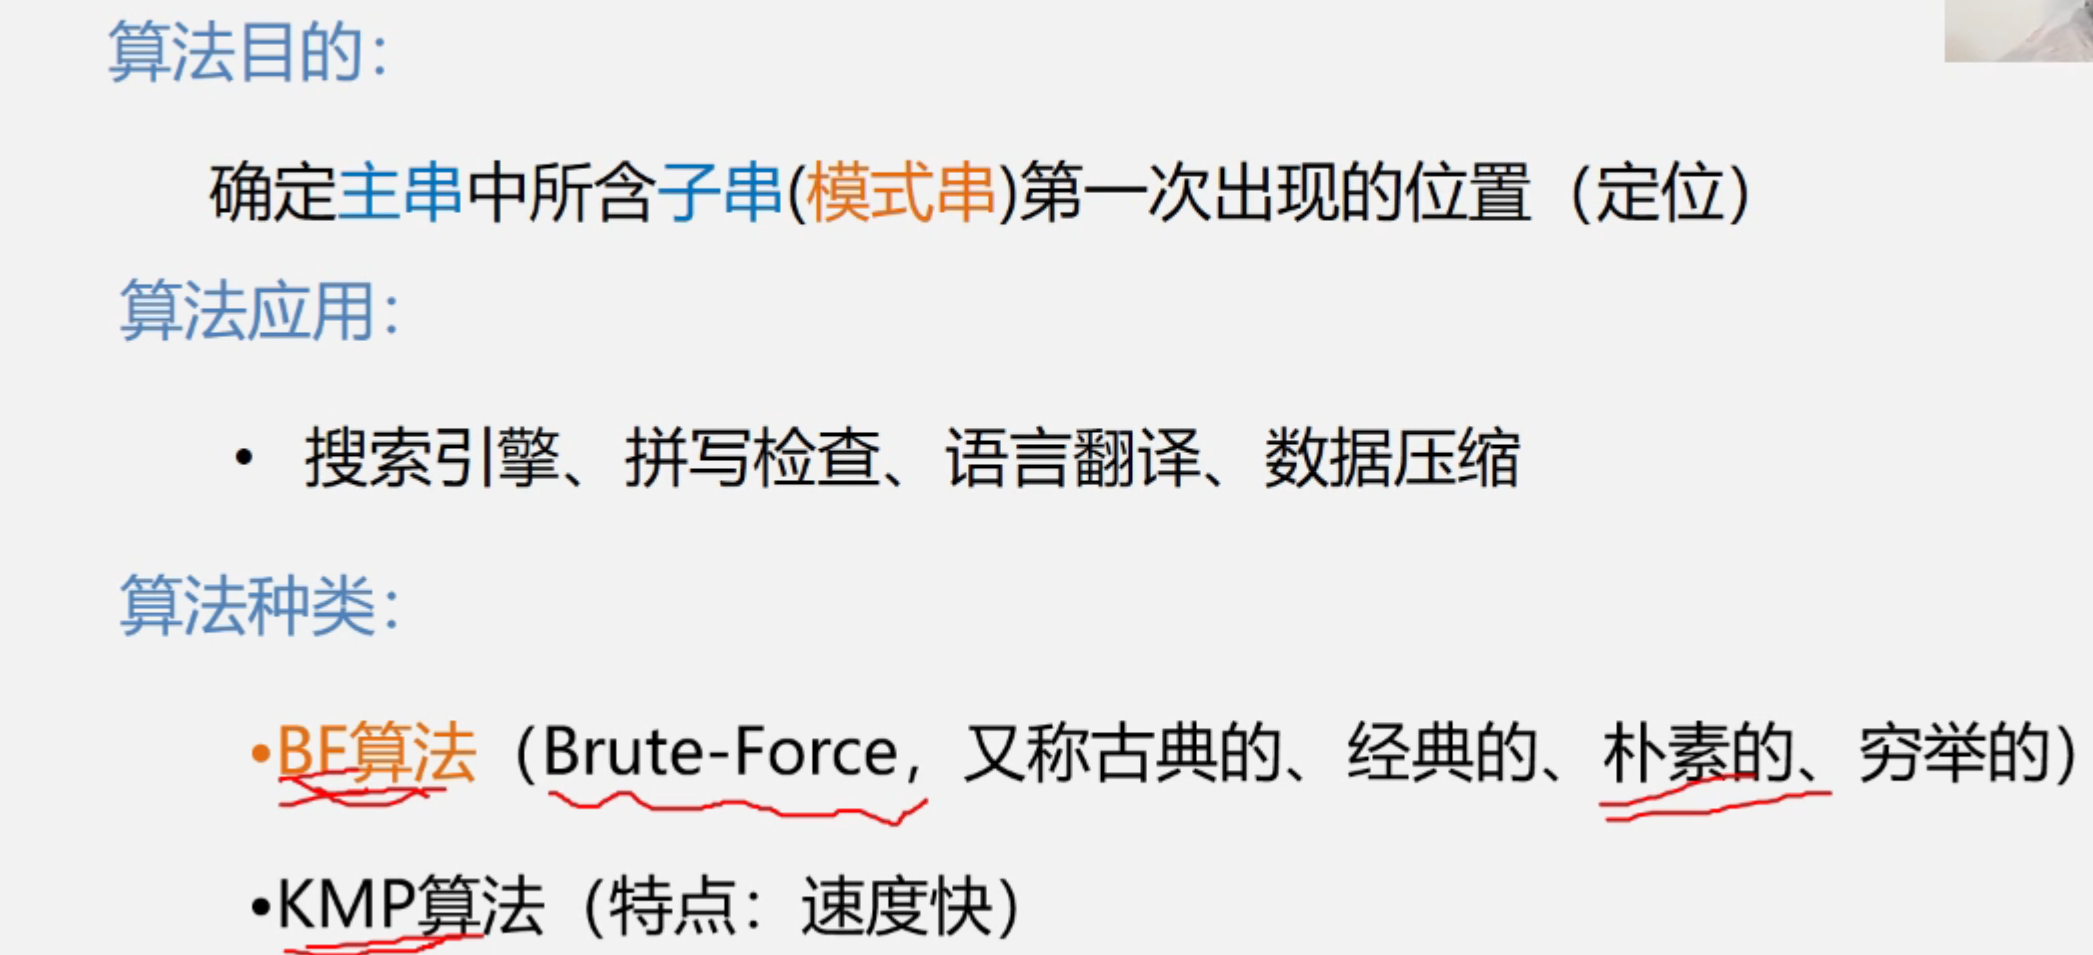 算法目的：
确定主串中所含子串(模式串)第一次出现的位置（定位）
算法应用：
• 搜索引擎、拼写检查、语言翻译、数据压缩
算法种类：
•BF算法（Brute-Force，又称古典的、经典的、朴素的、穷举的）
•KMP算法（特点：速度快）